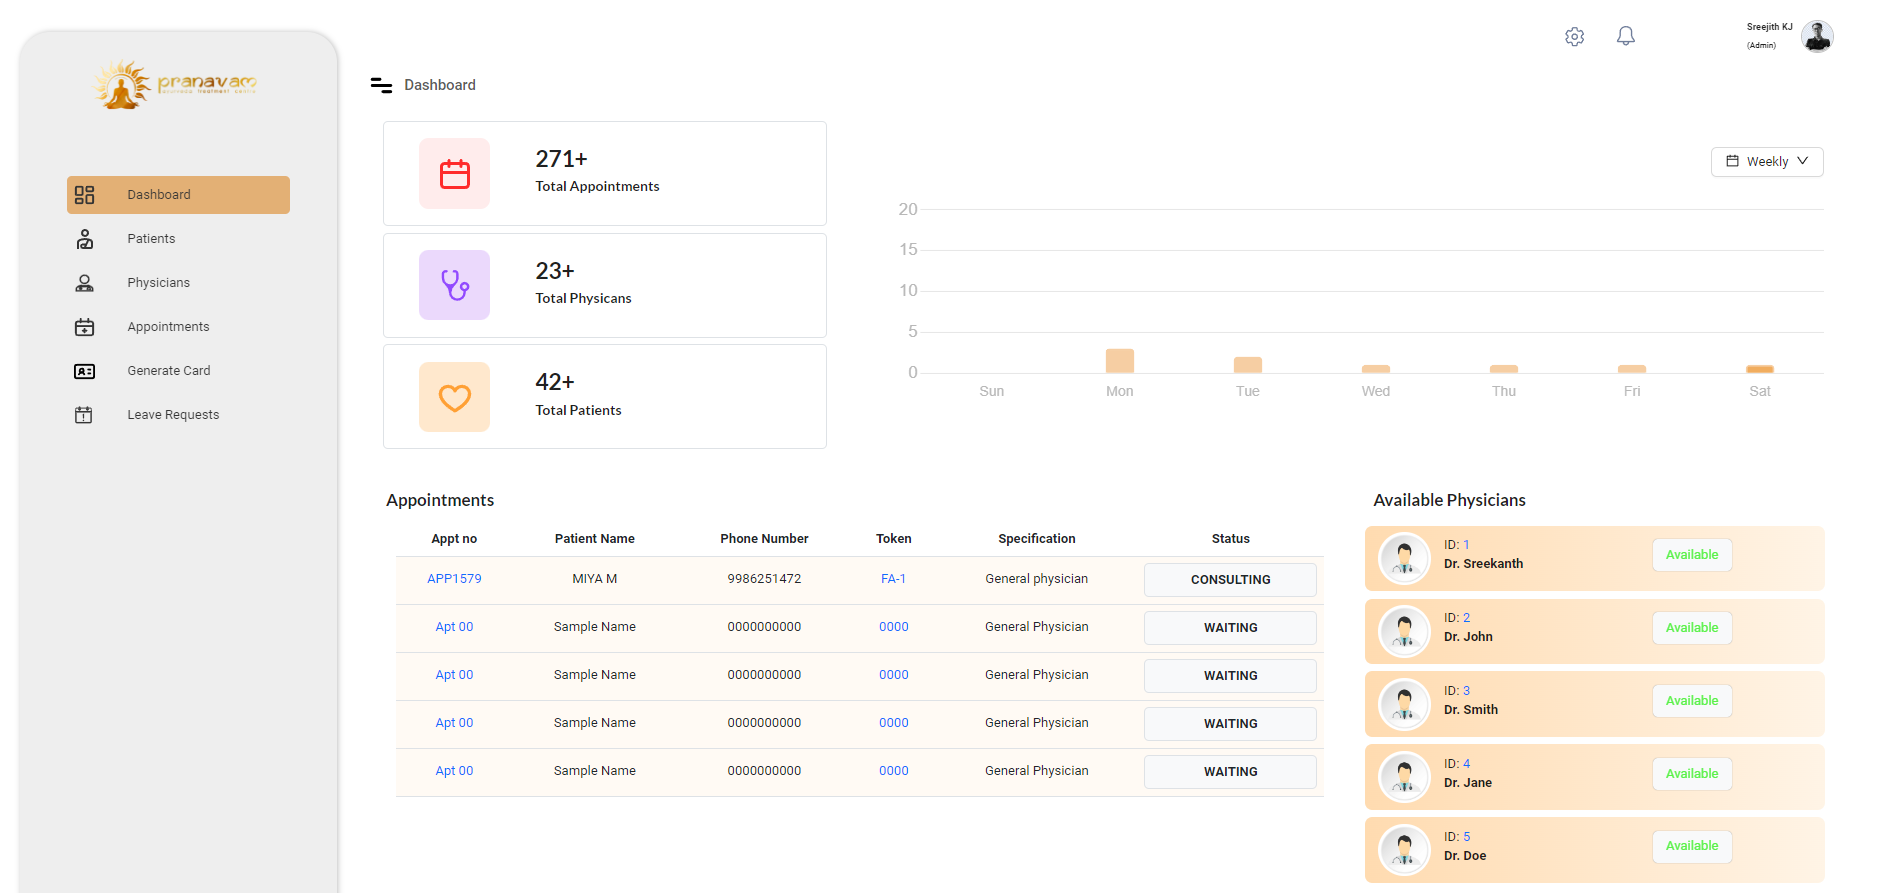 Sreejith KJ
(Admin)
pranavam
Dashboard
Dashboard
Patients
Physicians
Appointments
Generate Card
Leave Requests
271+
Total Appointments
23+
Total Physicans
42+
Total Patients
Weekly
20
15
10
5
0
Sun Mon Tue Wed Thu Fri Sat
Appointments
Appt no Patient Name Phone Number Token Specification Status
APP1579 MIYA M 9986251472 FA-1 General physician CONSULTING
Apt 00 Sample Name 0000000000 0000 General Physician WAITING
Apt 00 Sample Name 0000000000 0000 General Physician WAITING
Apt 00 Sample Name 0000000000 0000 General Physician WAITING
Apt 00 Sample Name 0000000000 0000 General Physician WAITING
Available Physicians
ID: 1
Dr. Sreekanth
Available
ID: 2
Dr. John
Available
ID: 3
Dr. Smith
Available
ID: 4
Dr. Jane
Available
ID: 5
Dr. Doe
Available